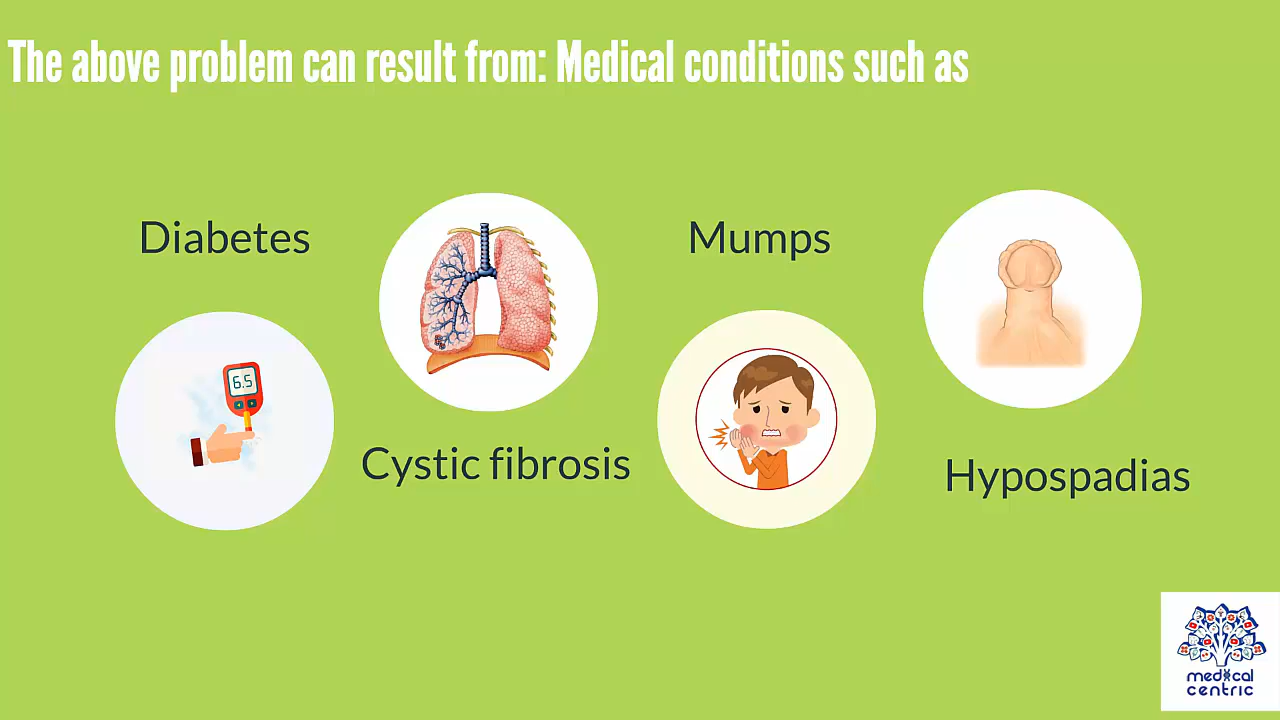 The above problem can result from: Medical conditions such as
Diabetes
Mumps
6.5
Cystic fibrosis
Hypospadias
medical
centric